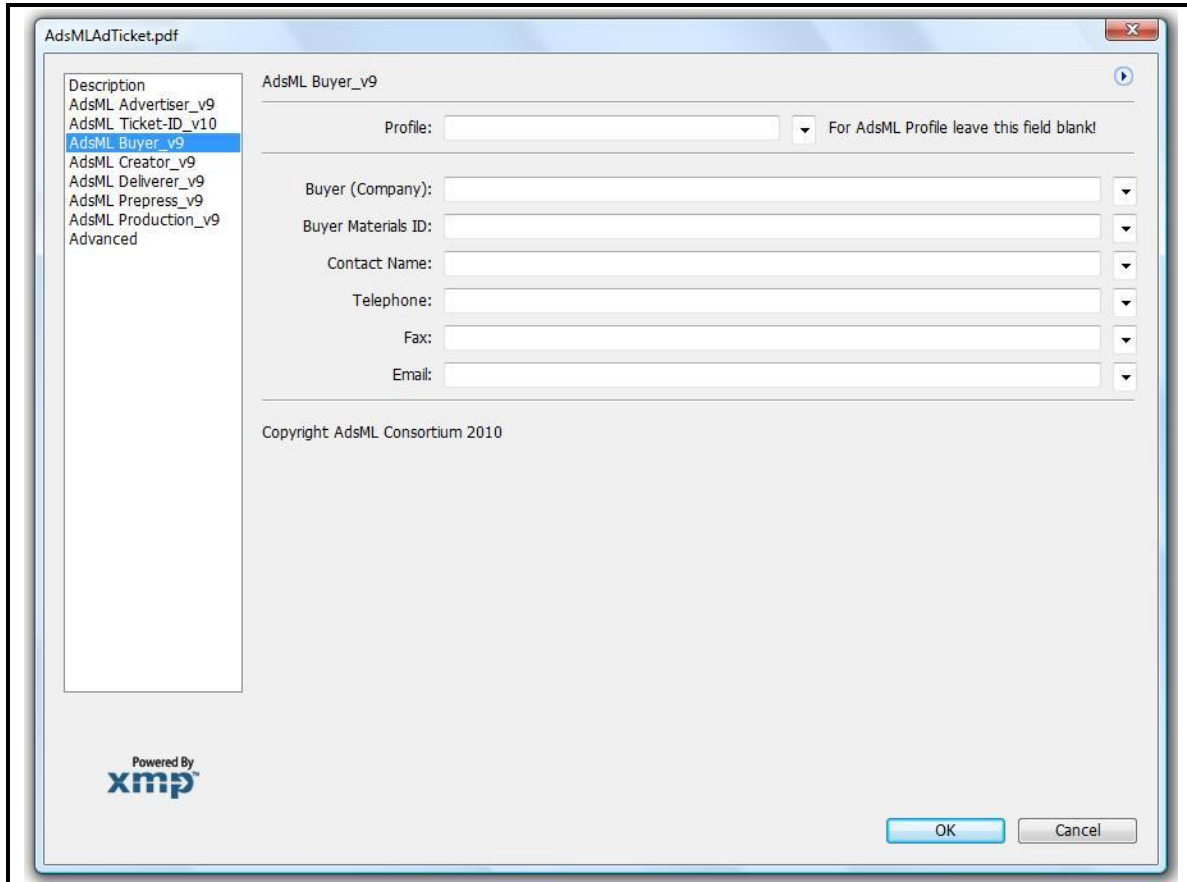 AdsMLAdTicket.pdf
Description
AdsML Advertiser_v9
AdsML Ticket-ID_v10
AdsML Buyer_v9
AdsML Creator_v9
AdsML Deliverer_v9
AdsML Prepress_v9
AdsML Production_v9
Advanced
AdsML Buyer_v9
Profile: For AdsML Profile leave this field blank!
Buyer (Company):
Buyer Materials ID:
Contact Name:
Telephone:
Fax:
Email:
Copyright AdsML Consortium 2010
Powered By
xmp™
OK Cancel